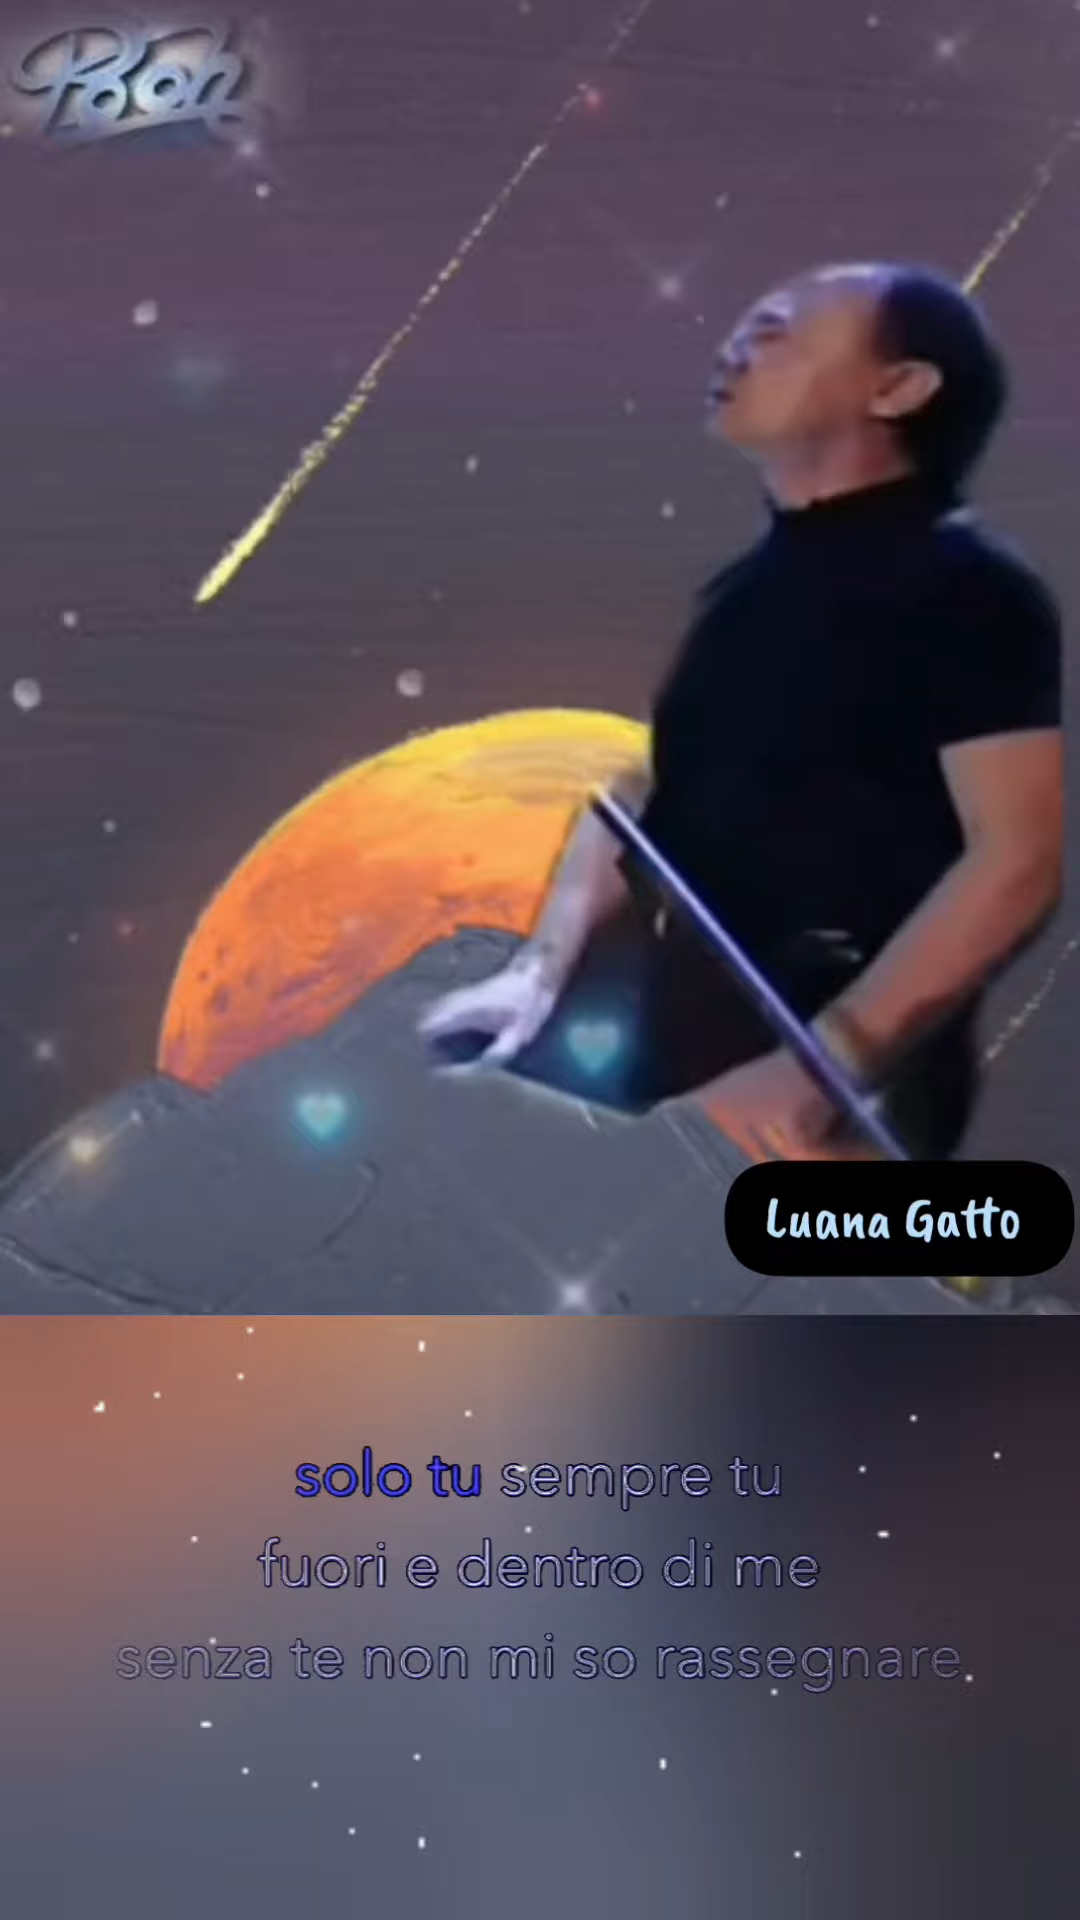 Pooh
Luana Gatto
solo tu sempre tu
fuori e dentro di me
senza te non mi so rassegnare